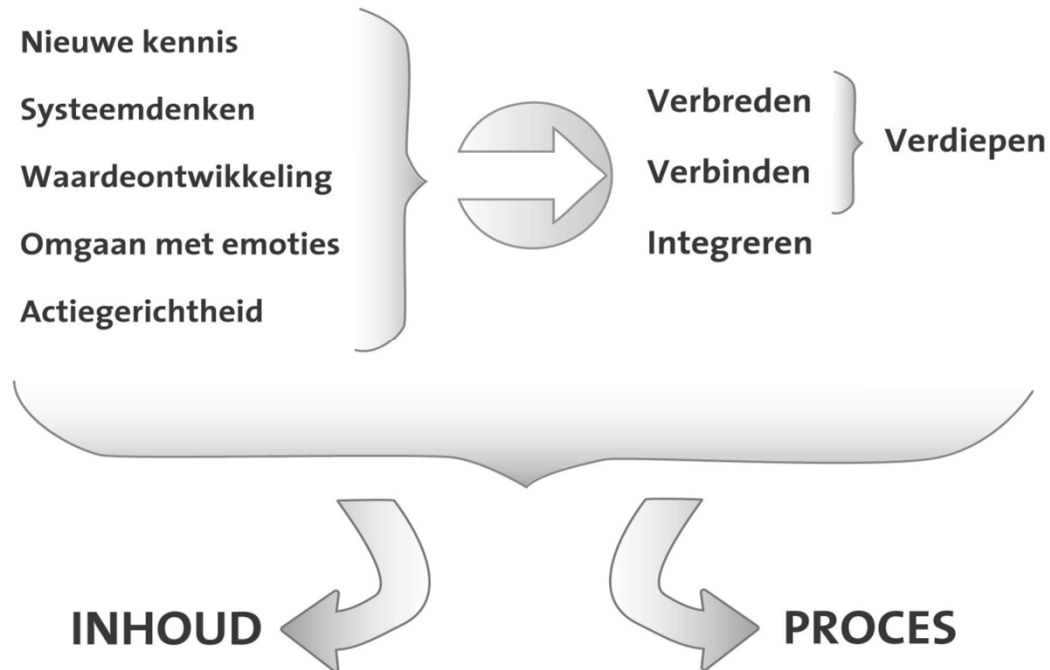 Nieuwe kennis
Systeemdenken
Waardeontwikkeling
Omgaan met emoties
Actiegerichtheid
Verbreden
Verbinden
Integreren
Verdiepen
INHOUD
PROCES